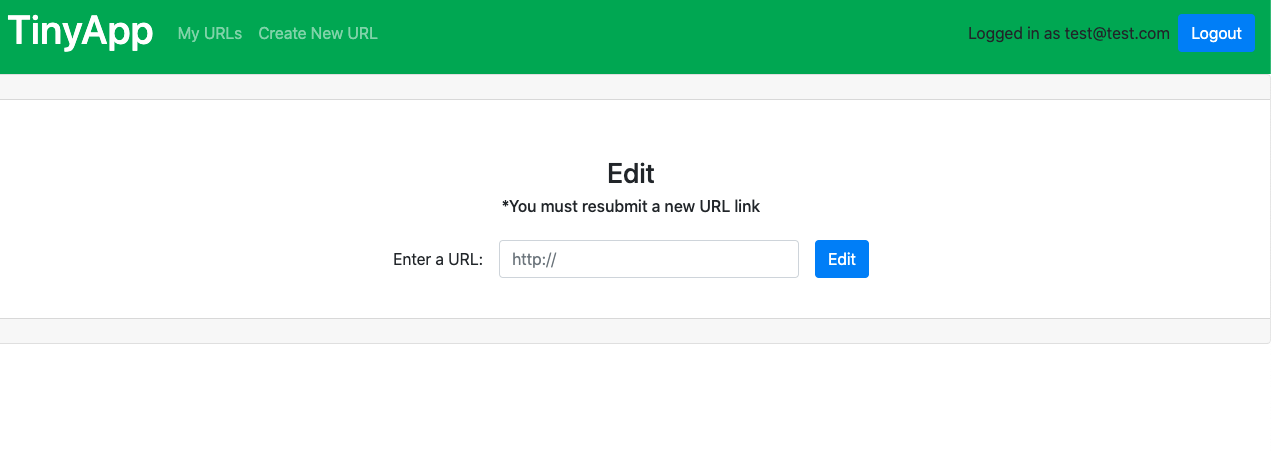 TinyApp My URLs Create New URL Logged in as test@test.com Logout
Edit
*You must resubmit a new URL link
Enter a URL: http:// Edit